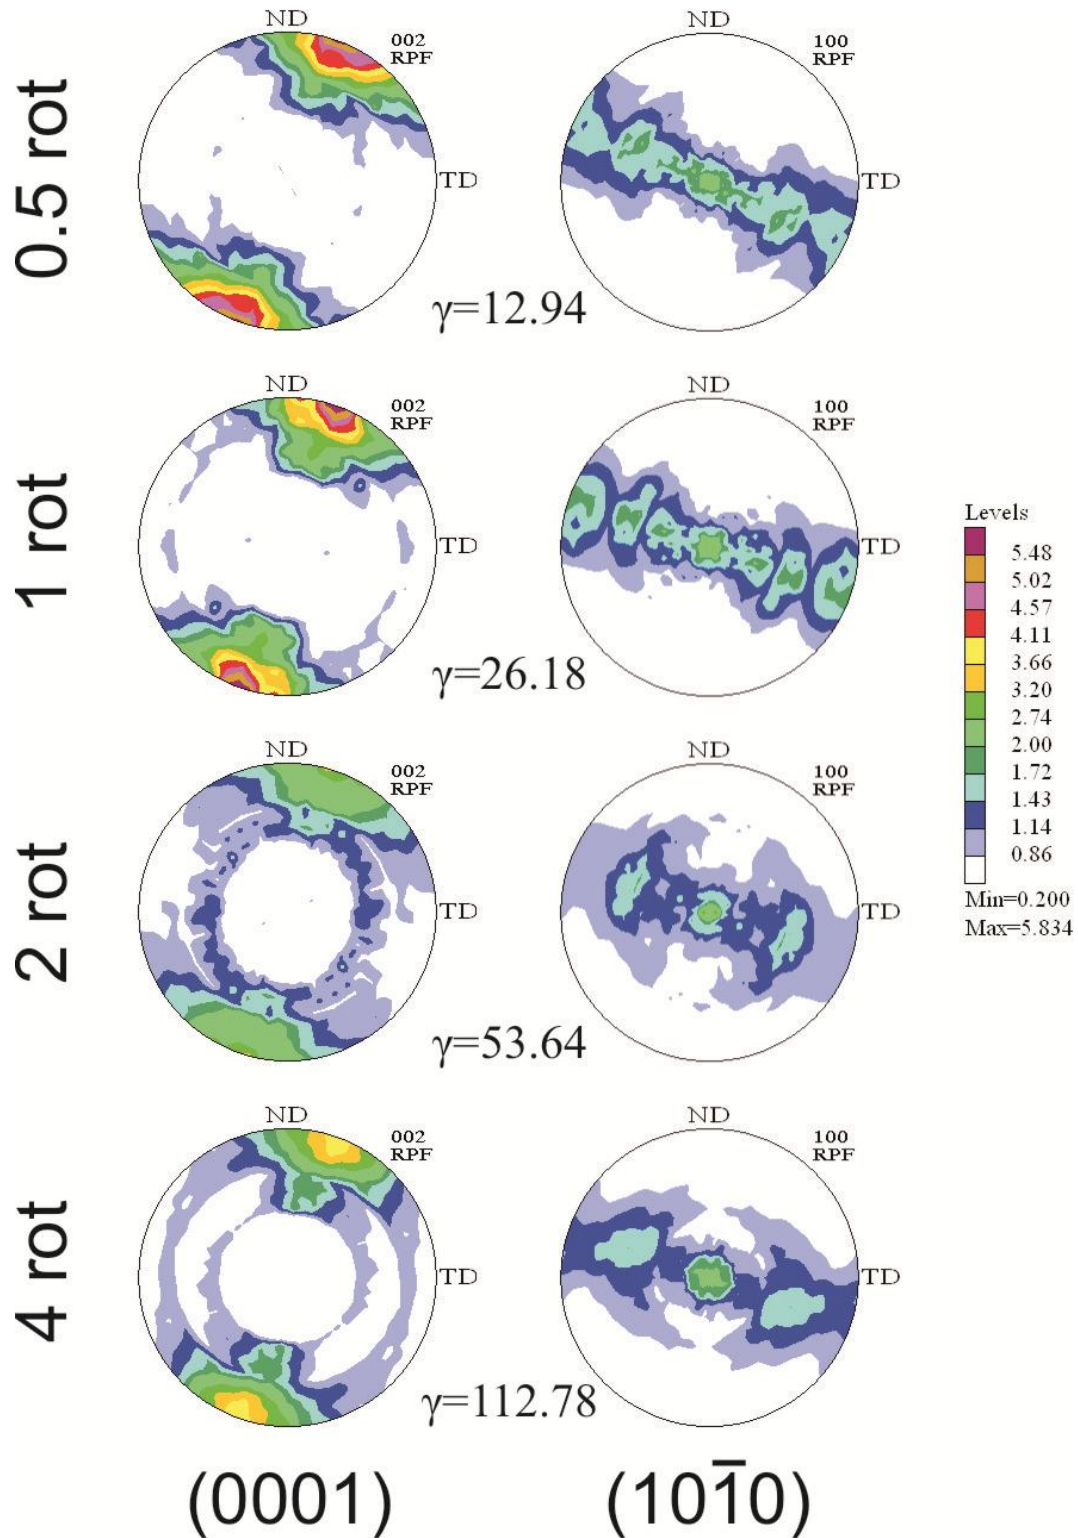 0.5 rot
ND
002
RPF
TD
ND
100
RPF
TD
γ=12.94
1 rot
ND
002
RPF
TD
ND
100
RPF
TD
γ=26.18
2 rot
ND
002
RPF
TD
ND
100
RPF
TD
γ=53.64
4 rot
ND
002
RPF
TD
ND
100
RPF
TD
γ=112.78
Levels
5.48
5.02
4.57
4.11
3.66
3.20
2.74
2.00
1.72
1.43
1.14
0.86
Min=0.200
Max=5.834
(0001)
(101̅0)